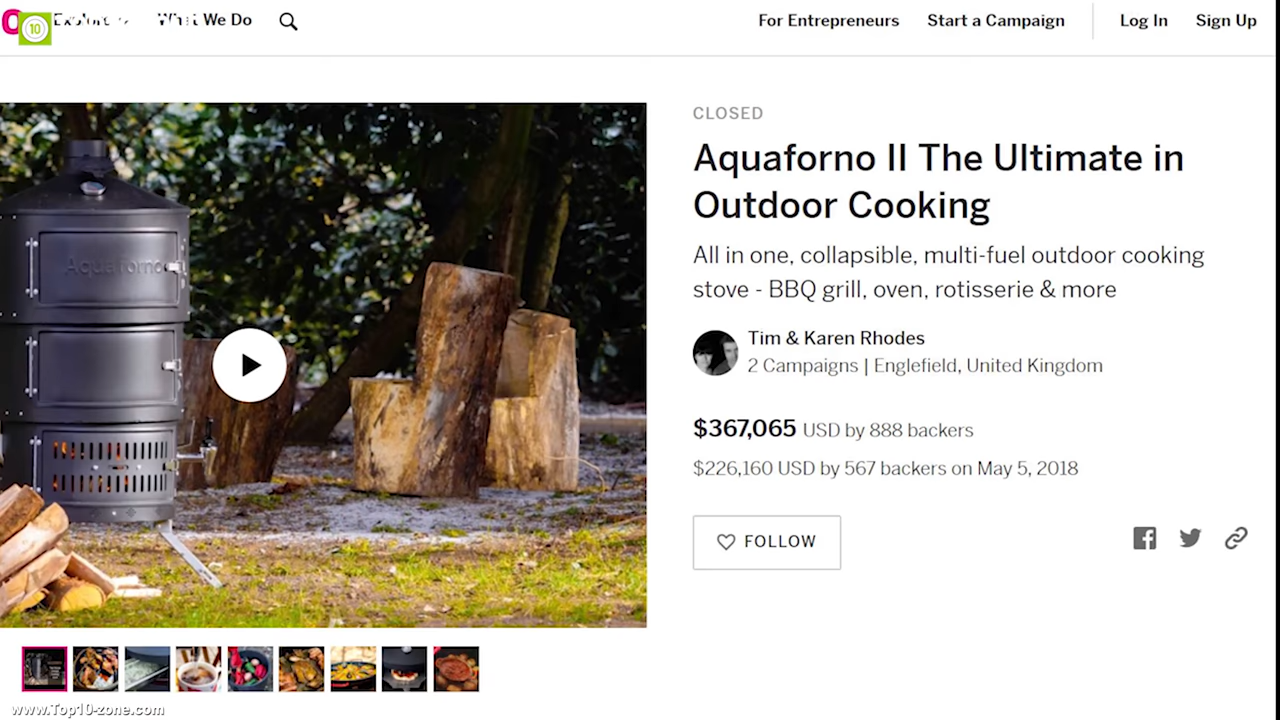 10
Explore
What We Do
For Entrepreneurs
Start a Campaign
Log In
Sign Up
CLOSED
Aquaforno II The Ultimate in
Outdoor Cooking
All in one, collapsible, multi-fuel outdoor cooking
stove - BBQ grill, oven, rotisserie & more
Tim & Karen Rhodes
2 Campaigns | Englefield, United Kingdom
$367,065 USD by 888 backers
$226,160 USD by 567 backers on May 5, 2018
FOLLOW
Aquaforno
www.Top10-zone.com